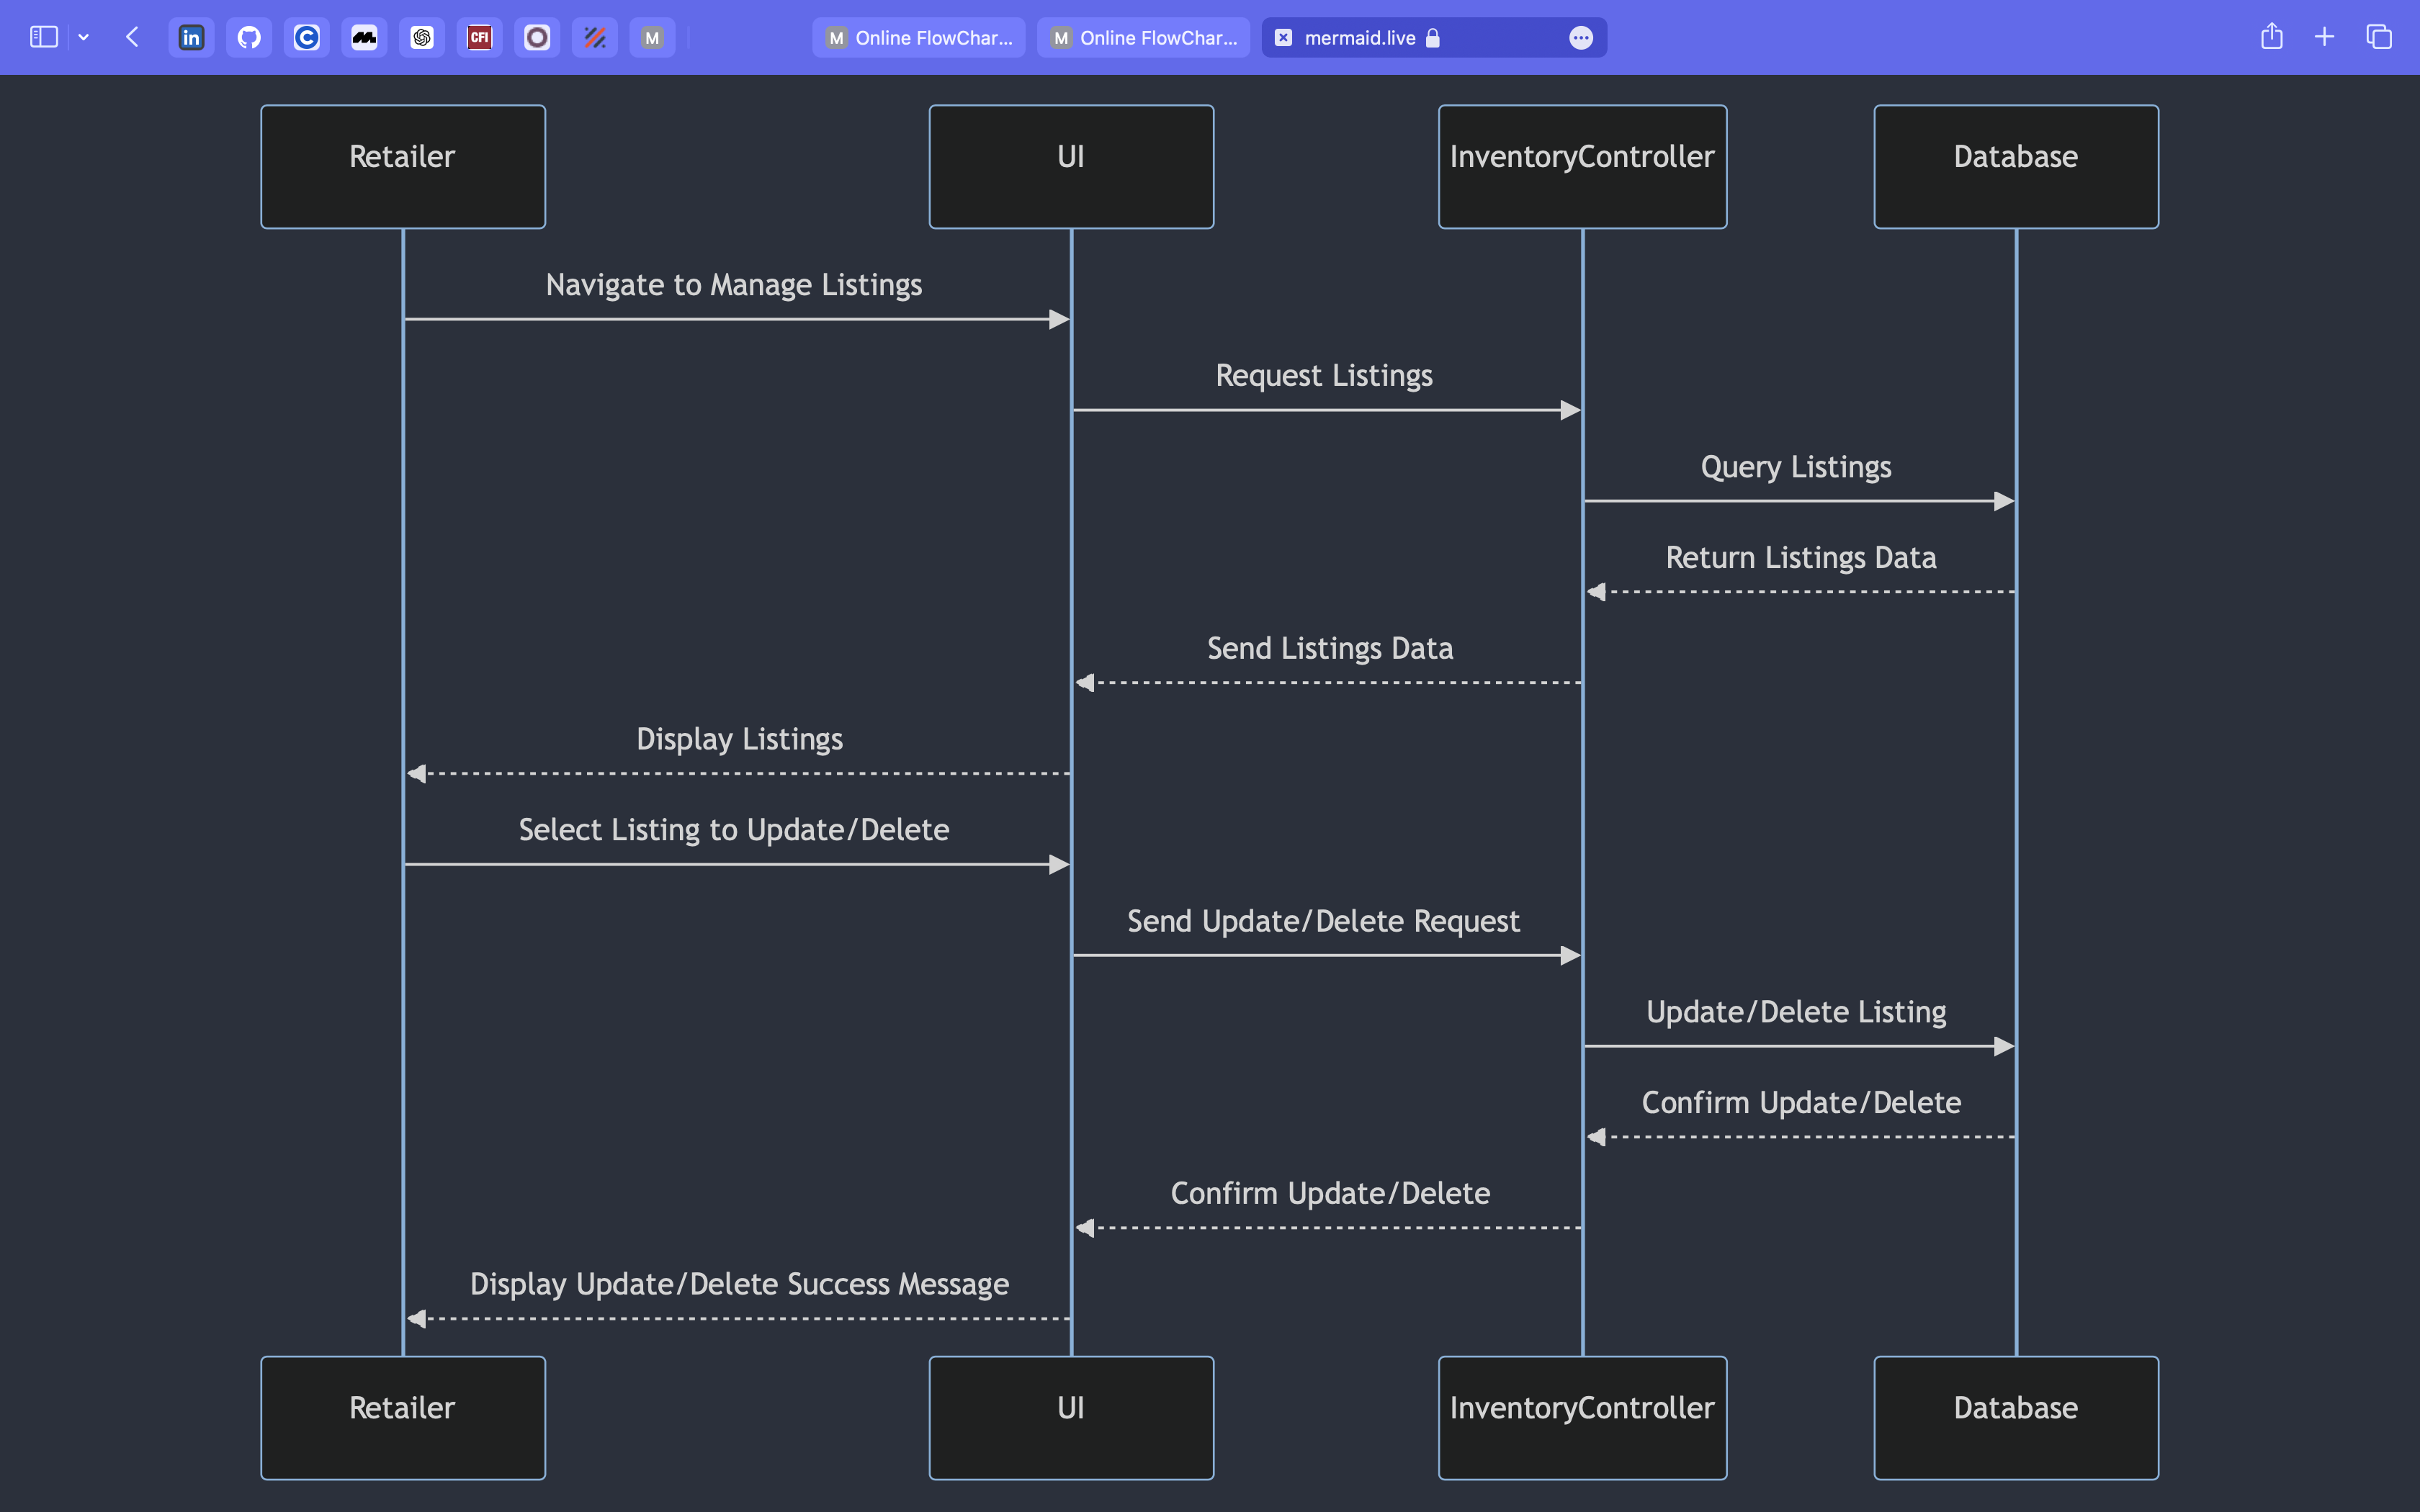 in
C
CFI
M
M Online FlowChar...
M Online FlowChar...
mermaid.live
Retailer
UI
InventoryController
Database
Navigate to Manage Listings
Request Listings
Query Listings
Return Listings Data
Send Listings Data
Display Listings
Select Listing to Update/Delete
Send Update/Delete Request
Update/Delete Listing
Confirm Update/Delete
Confirm Update/Delete
Display Update/Delete Success Message
Retailer
UI
InventoryController
Database